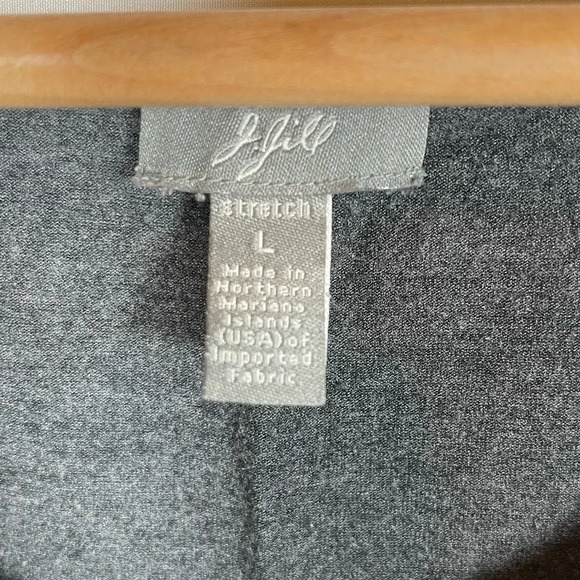 J.Jill
stretch
L
Made in
Northern
Mariana
Islands
(USA) of
Imported
Fabric